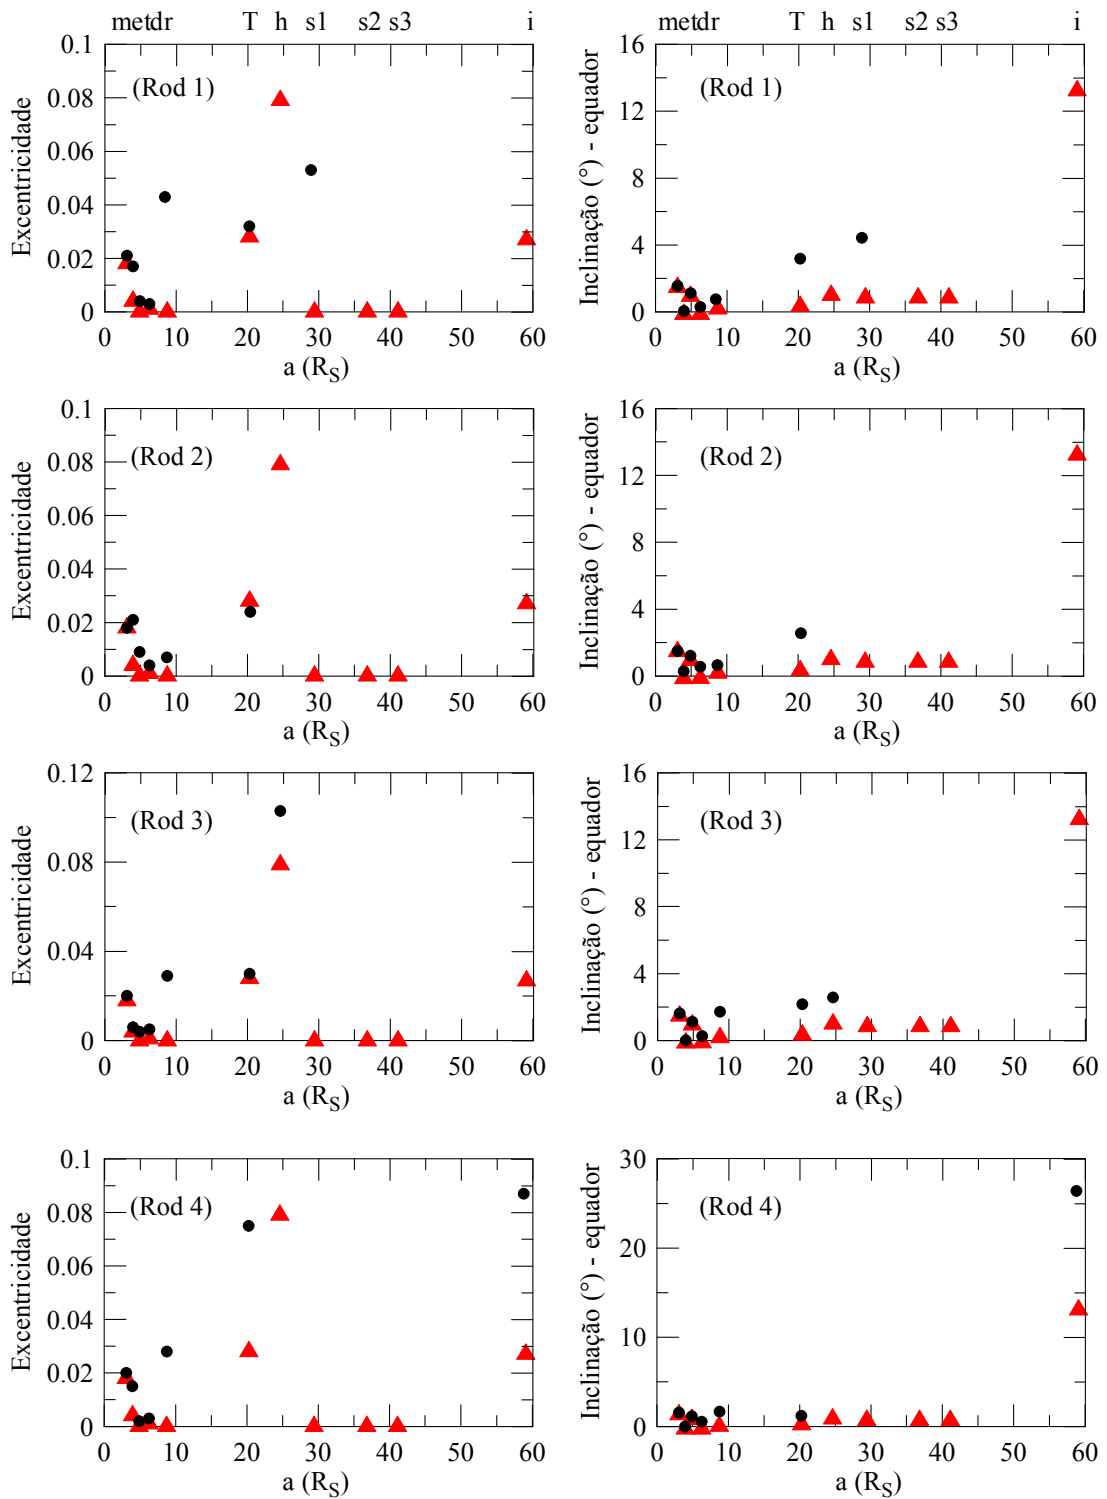 metdr T h s1 s2 s3 i
metdr T h s1 s2 s3 i
0.1
0.08
0.06
0.04
0.02
0
Excentricidade
(Rod 1)
0 10 20 30 40 50 60
a (RS)
16
12
8
4
0
Inclinação (°) - equador
(Rod 1)
0 10 20 30 40 50 60
a (RS)
0.1
0.08
0.06
0.04
0.02
0
Excentricidade
(Rod 2)
0 10 20 30 40 50 60
a (RS)
16
12
8
4
0
Inclinação (°) - equador
(Rod 2)
0 10 20 30 40 50 60
a (RS)
0.12
0.08
0.04
0
Excentricidade
(Rod 3)
0 10 20 30 40 50 60
a (RS)
16
12
8
4
0
Inclinação (°) - equador
(Rod 3)
0 10 20 30 40 50 60
a (RS)
0.1
0.08
0.06
0.04
0.02
0
Excentricidade
(Rod 4)
0 10 20 30 40 50 60
a (RS)
30
20
10
0
Inclinação (°) - equador
(Rod 4)
0 10 20 30 40 50 60
a (RS)